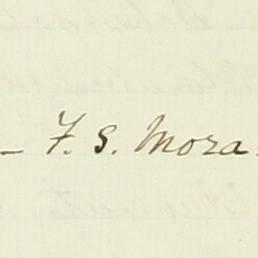 – F. S. Mora.